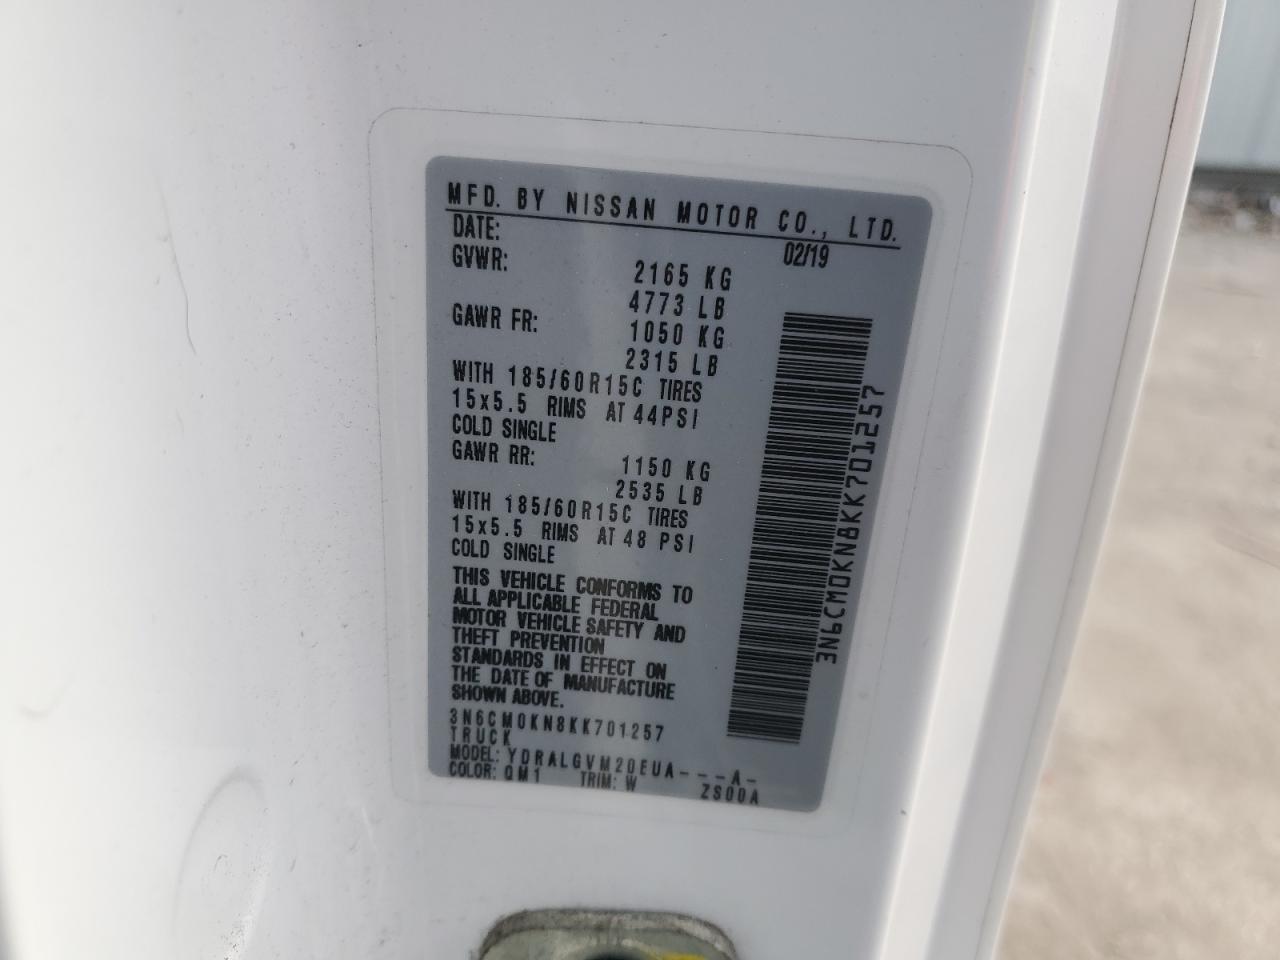 MFD. BY NISSAN MOTOR CO., LTD.
DATE: 02/19
GVWR: 2165 KG
4773 LB
GAWR FR: 1050 KG
2315 LB
WITH 185/60R15C TIRES
15x5.5 RIMS AT 44PSI
COLD SINGLE
GAWR RR: 1150 KG
2535 LB
WITH 185/60R15C TIRES
15x5.5 RIMS AT 48 PSI
COLD SINGLE
THIS VEHICLE CONFORMS TO
ALL APPLICABLE FEDERAL
MOTOR VEHICLE SAFETY AND
THEFT PREVENTION
STANDARDS IN EFFECT ON
THE DATE OF MANUFACTURE
SHOWN ABOVE.
3N6CM0KN8KK701257
TRUCK
MODEL: YDRALGVM20EUA---A-
COLOR: QM1 TRIM: W ZS00A
3N6CM0KN8KK701257